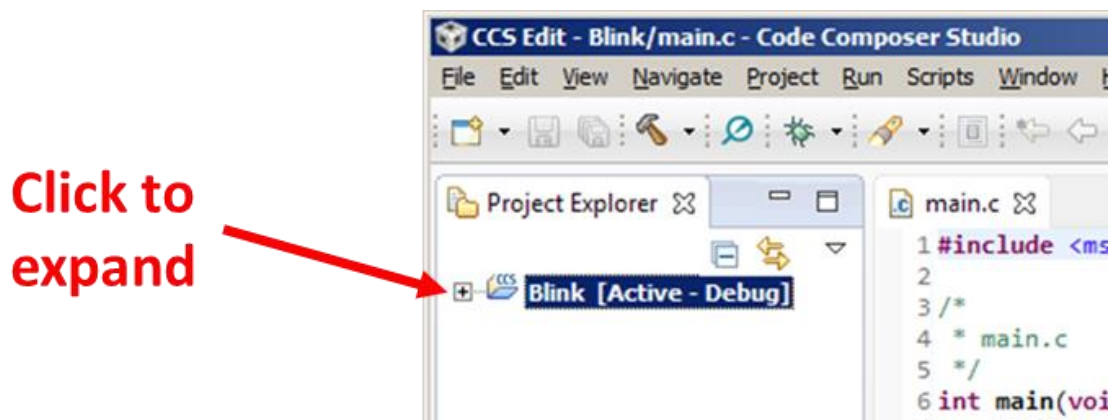 Click to
expand
CCS Edit - Blink/main.c - Code Composer Studio
File Edit View Navigate Project Run Scripts Window
Project Explorer
main.c
Blink [Active - Debug]
1 #include <ms
2
3 /*
4 * main.c
5 */
6 int main(voi